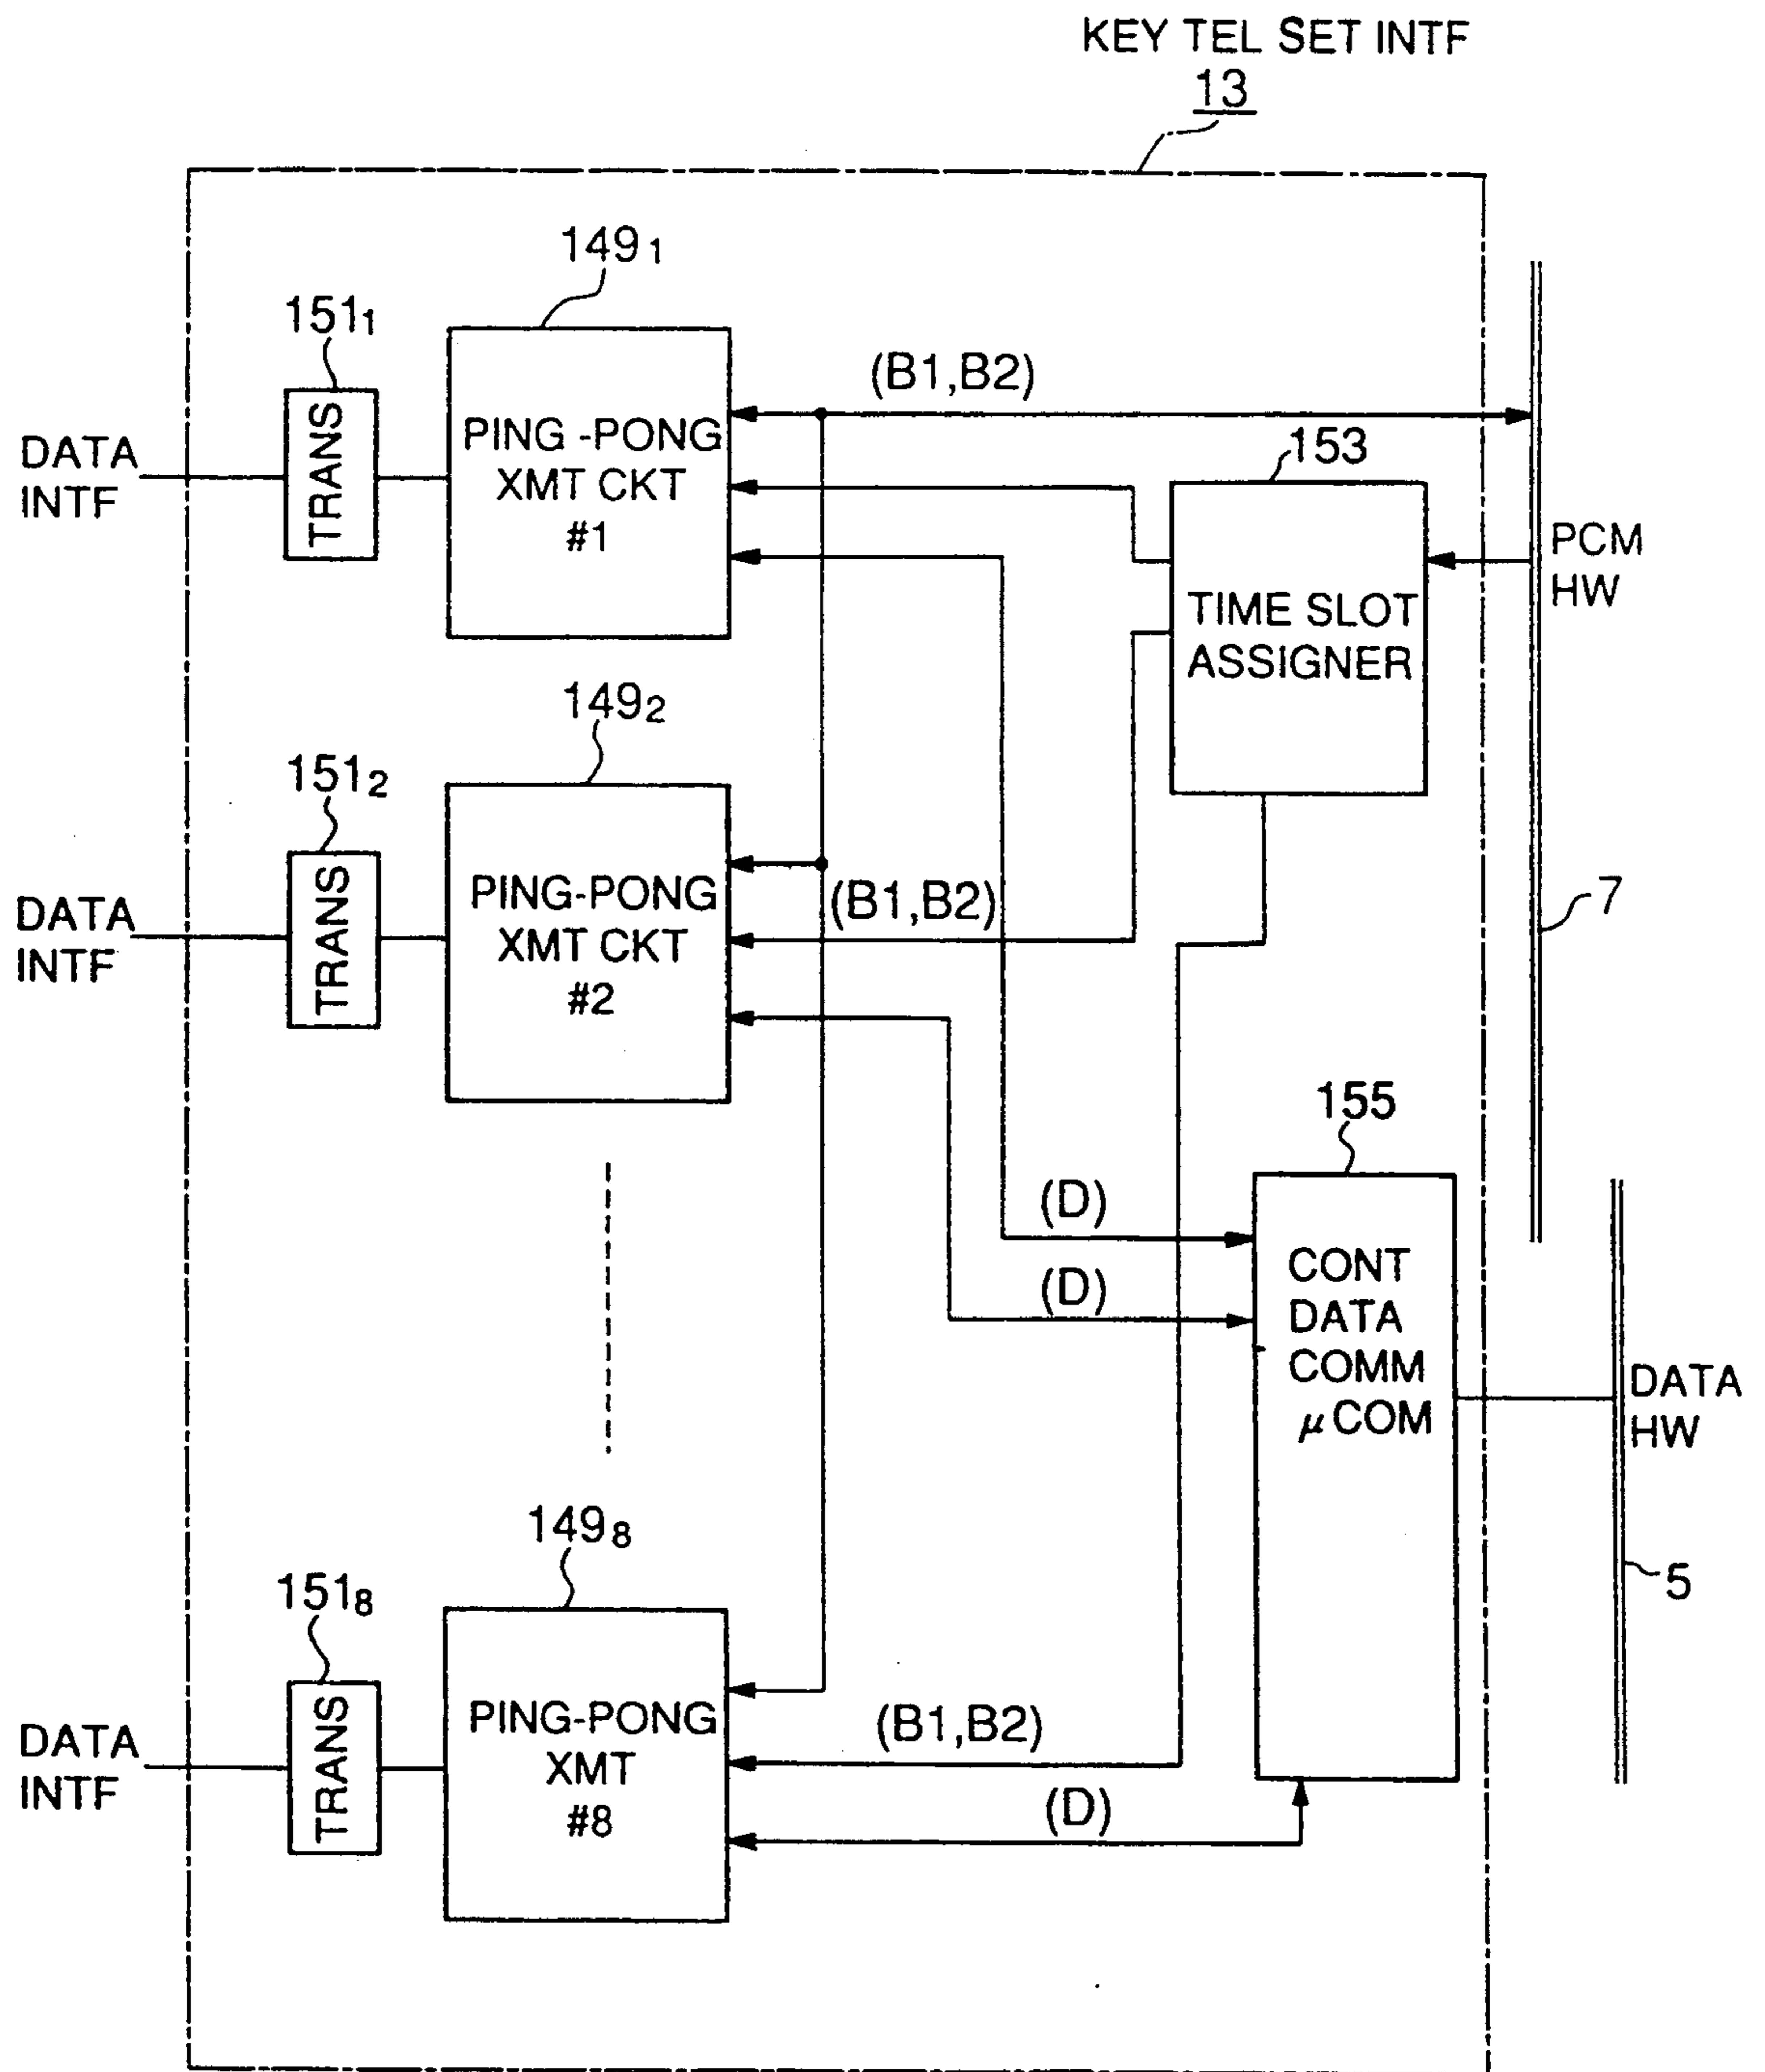 KEY TEL SET INTF
13
149₁
151₁
TRANS
PING -PONG
XMT CKT
#1
(B1,B2)
153
DATA
INTF
TIME SLOT
ASSIGNER
PCM
HW
149₂
151₂
TRANS
PING-PONG
XMT CKT
#2
(B1,B2)
7
DATA
INTF
155
(D)
(D)
CONT
DATA
COMM
μCOM
DATA
HW
149₈
151₈
5
TRANS
PING-PONG
XMT
#8
(B1,B2)
(D)
DATA
INTF